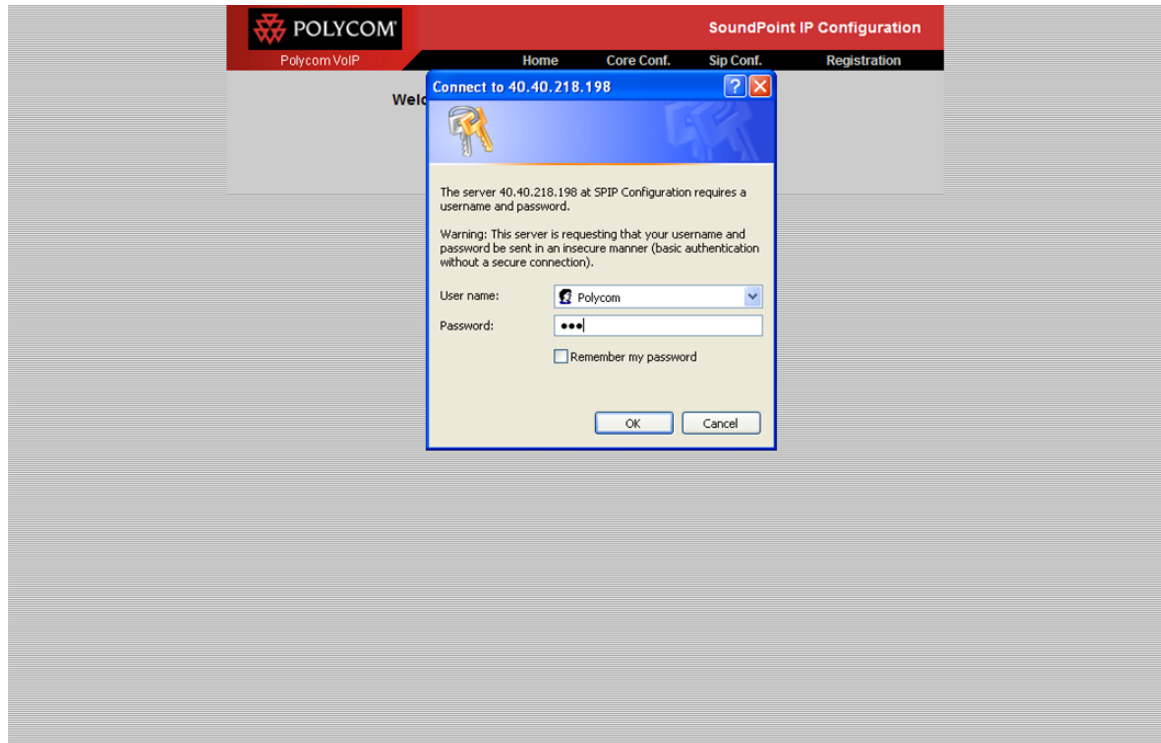 POLYCOM
SoundPoint IP Configuration
Polycom VoIP
Home Core Conf. Sip Conf. Registration
Connect to 40.40.218.198
The server 40.40.218.198 at SPIP Configuration requires a
username and password.
Warning: This server is requesting that your username and
password be sent in an insecure manner (basic authentication
without a secure connection).
User name: Polycom
Password: •••
Remember my password
OK Cancel